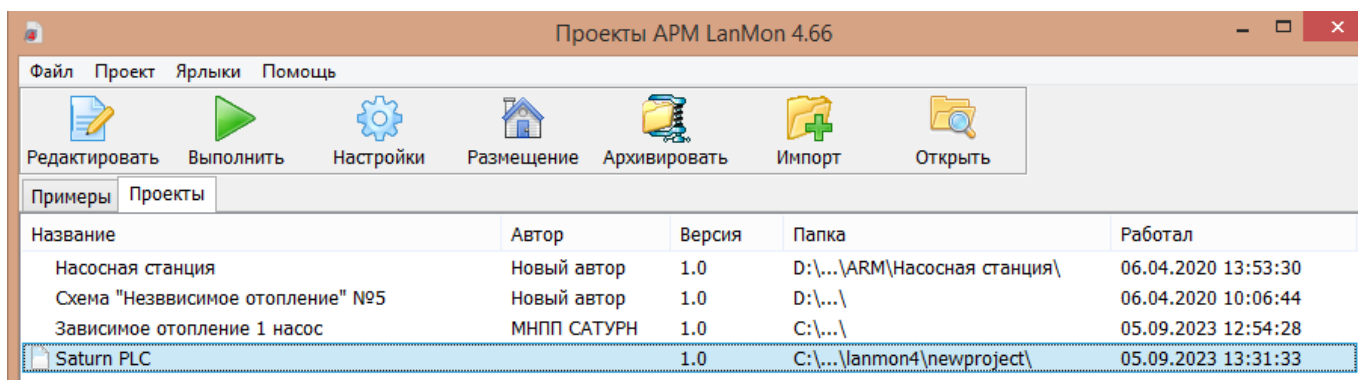 Проекты АРМ LanMon 4.66
Файл Проект Ярлыки Помощь
Редактировать Выполнить Настройки Размещение Архивировать Импорт Открыть
Примеры Проекты
Название Автор Версия Папка Работал
Насосная станция Новый автор 1.0 D:\...\ARM\Насосная станция\ 06.04.2020 13:53:30
Схема "Незввисимое отопление" №5 Новый автор 1.0 D:\...\ 06.04.2020 10:06:44
Зависимое отопление 1 насос МНПП САТУРН 1.0 C:\...\ 05.09.2023 12:54:28
Saturn PLC 1.0 C:\...\lanmon4\newproject\ 05.09.2023 13:31:33